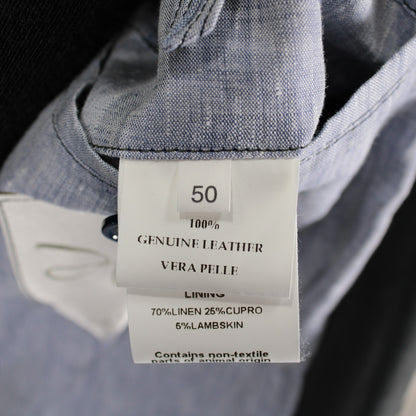 50
100%
GENUINE LEATHER
VERA PELLE
LINING
70%LINEN 25%CUPRO
5%LAMBSKIN
Contains non-textile
parts of animal origin